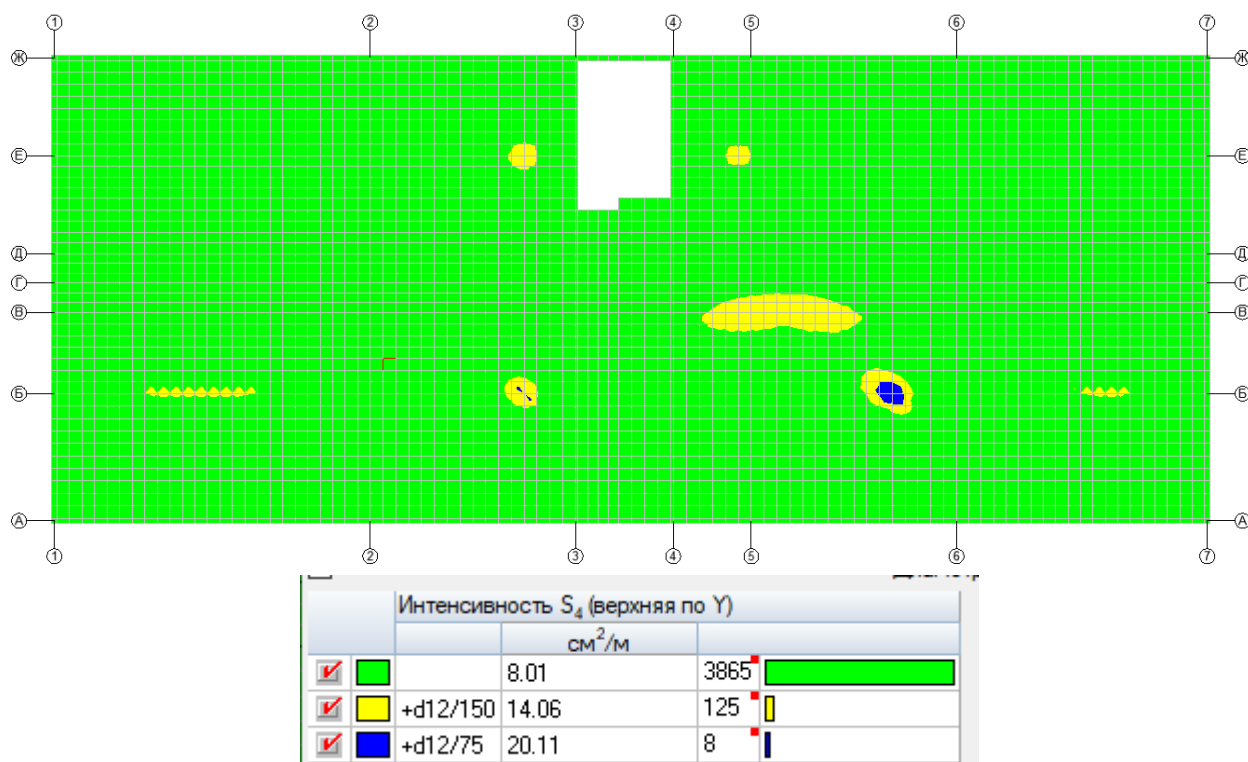 1 2 3 4 5 6 7
Ж Ж
Е Е
Д Д
Г Г
В В
Б Б
А А
1 2 3 4 5 6 7
Интенсивность S₄ (верхняя по Y)
см²/м
8.01 3865
+d12/150 14.06 125
+d12/75 20.11 8